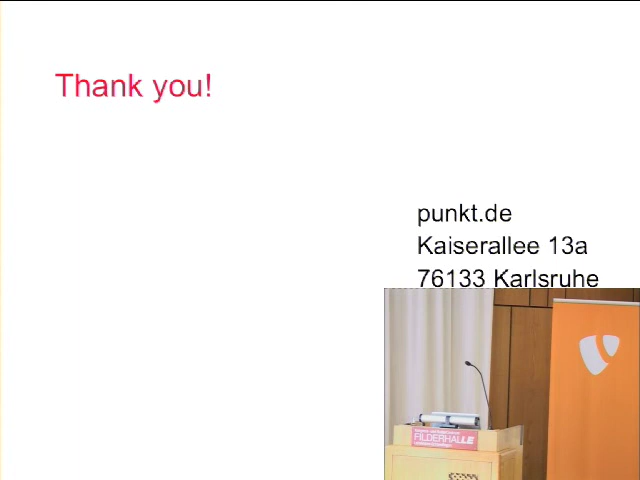 Thank you!
punkt.de
Kaiserallee 13a
76133 Karlsruhe
FILDERHALLE